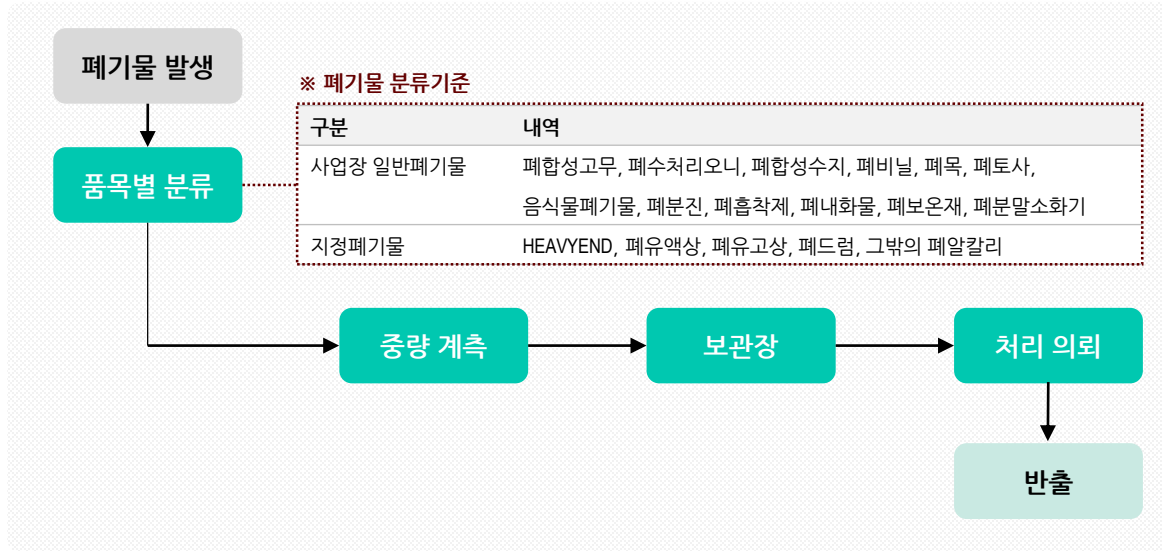 폐기물 발생
※ 폐기물 분류기준
구분 내역
사업장 일반폐기물 폐합성고무, 폐수처리오니, 폐합성수지, 폐비닐, 폐목, 폐토사,
음식물폐기물, 폐분진, 폐흡착제, 폐내화물, 폐보온재, 폐분말소화기
지정폐기물 HEAVYEND, 폐유액상, 폐유고상, 폐드럼, 그밖의 폐알칼리
품목별 분류
중량 계측
보관장
처리 의뢰
반출